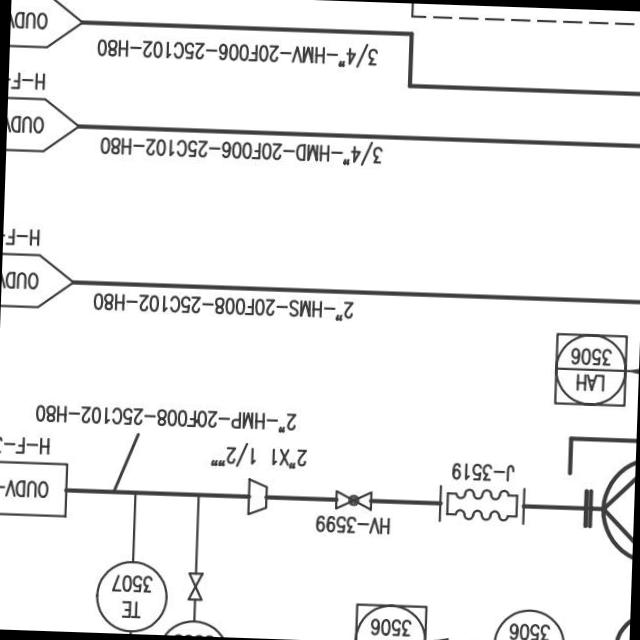 3506
3506
TE
3507
HV-3599
J-3519
OUDV-
H-F-3
2"X1 1/2""
2"-HMP-20F008-25C102-H80
LAH
3506
2"-HMS-20F008-25C102-H80
OUDV
H-F-
3/4"-HMD-20F006-25C102-H80
OUDV
H-F-
3/4"-HMV-20F006-25C102-H80
OUDV